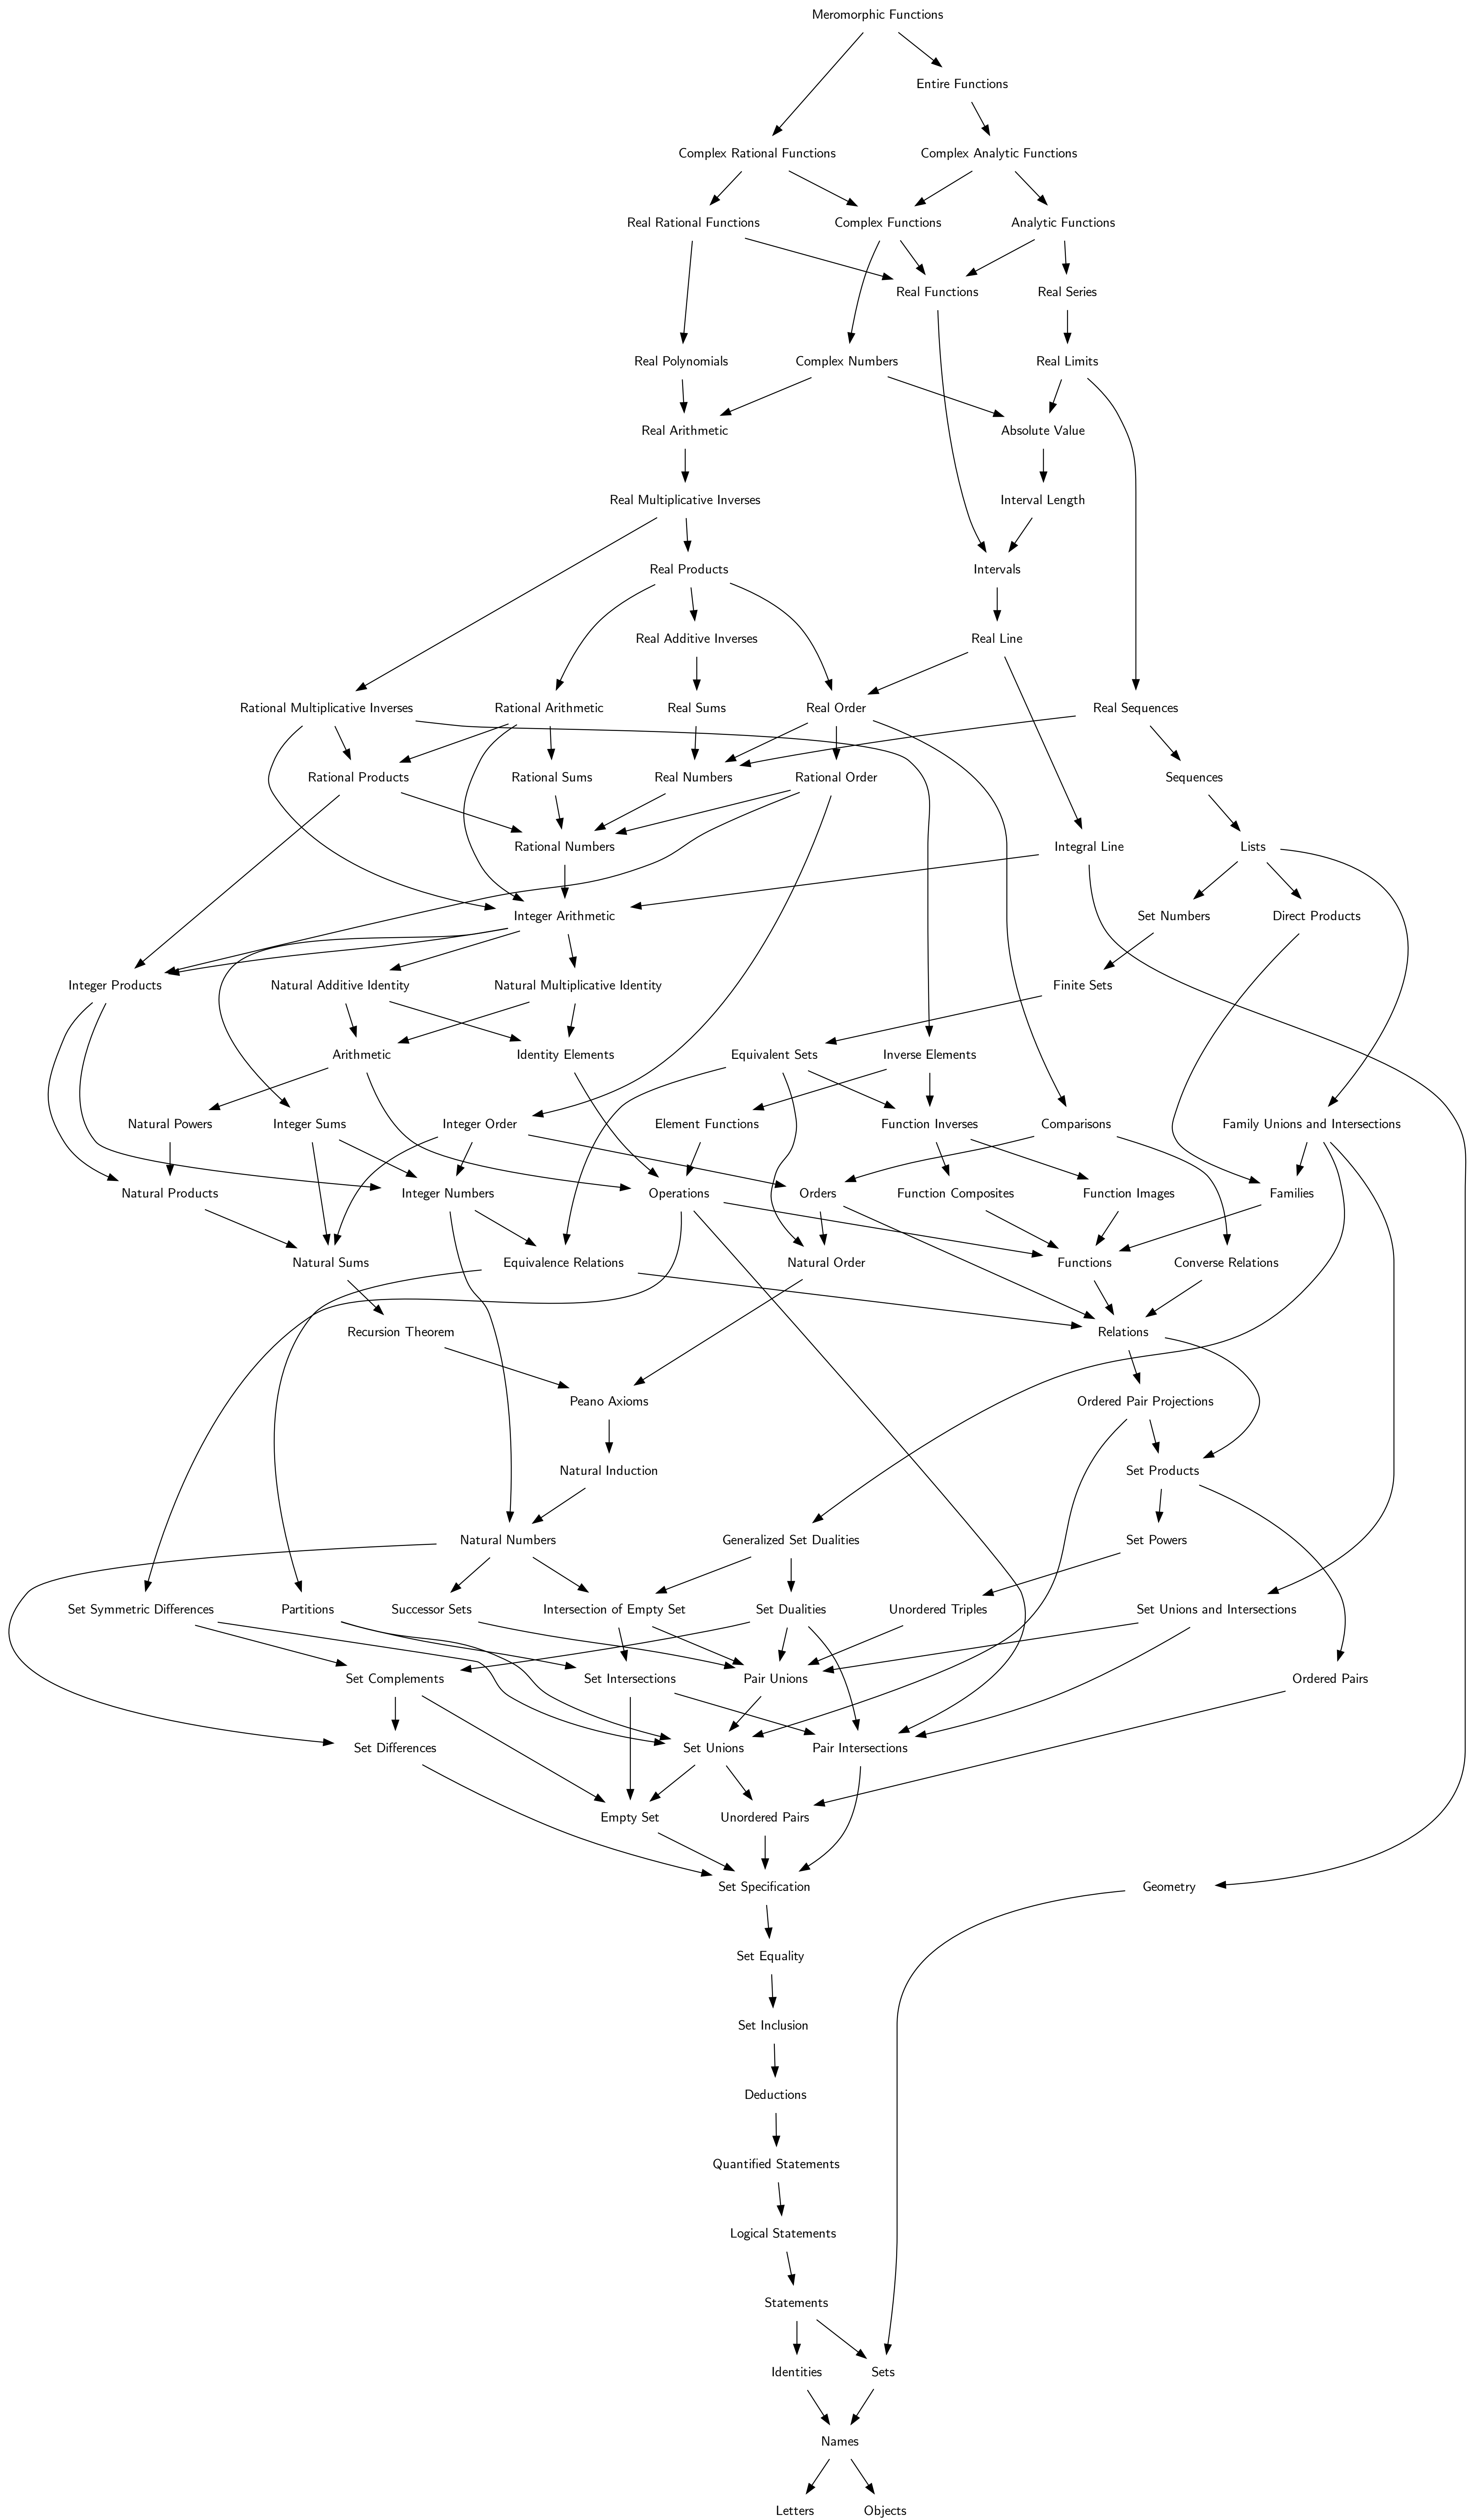 Meromorphic Functions
Entire Functions
Complex Rational Functions
Complex Analytic Functions
Real Rational Functions
Complex Functions
Analytic Functions
Real Functions
Real Series
Real Polynomials
Complex Numbers
Real Limits
Real Arithmetic
Absolute Value
Real Multiplicative Inverses
Interval Length
Real Products
Intervals
Real Additive Inverses
Real Line
Rational Multiplicative Inverses
Rational Arithmetic
Real Sums
Real Order
Real Sequences
Rational Products
Rational Sums
Real Numbers
Rational Order
Sequences
Rational Numbers
Integral Line
Lists
Integer Arithmetic
Set Numbers
Direct Products
Integer Products
Natural Additive Identity
Natural Multiplicative Identity
Finite Sets
Arithmetic
Identity Elements
Equivalent Sets
Inverse Elements
Natural Powers
Integer Sums
Integer Order
Element Functions
Function Inverses
Comparisons
Family Unions and Intersections
Natural Products
Integer Numbers
Operations
Orders
Function Composites
Function Images
Families
Natural Sums
Equivalence Relations
Natural Order
Functions
Converse Relations
Recursion Theorem
Relations
Peano Axioms
Ordered Pair Projections
Natural Induction
Set Products
Natural Numbers
Generalized Set Dualities
Set Powers
Set Symmetric Differences
Partitions
Successor Sets
Intersection of Empty Set
Set Dualities
Unordered Triples
Set Unions and Intersections
Set Complements
Set Intersections
Pair Unions
Ordered Pairs
Set Differences
Set Unions
Pair Intersections
Empty Set
Unordered Pairs
Set Specification
Geometry
Set Equality
Set Inclusion
Deductions
Quantified Statements
Logical Statements
Statements
Identities
Sets
Names
Letters
Objects